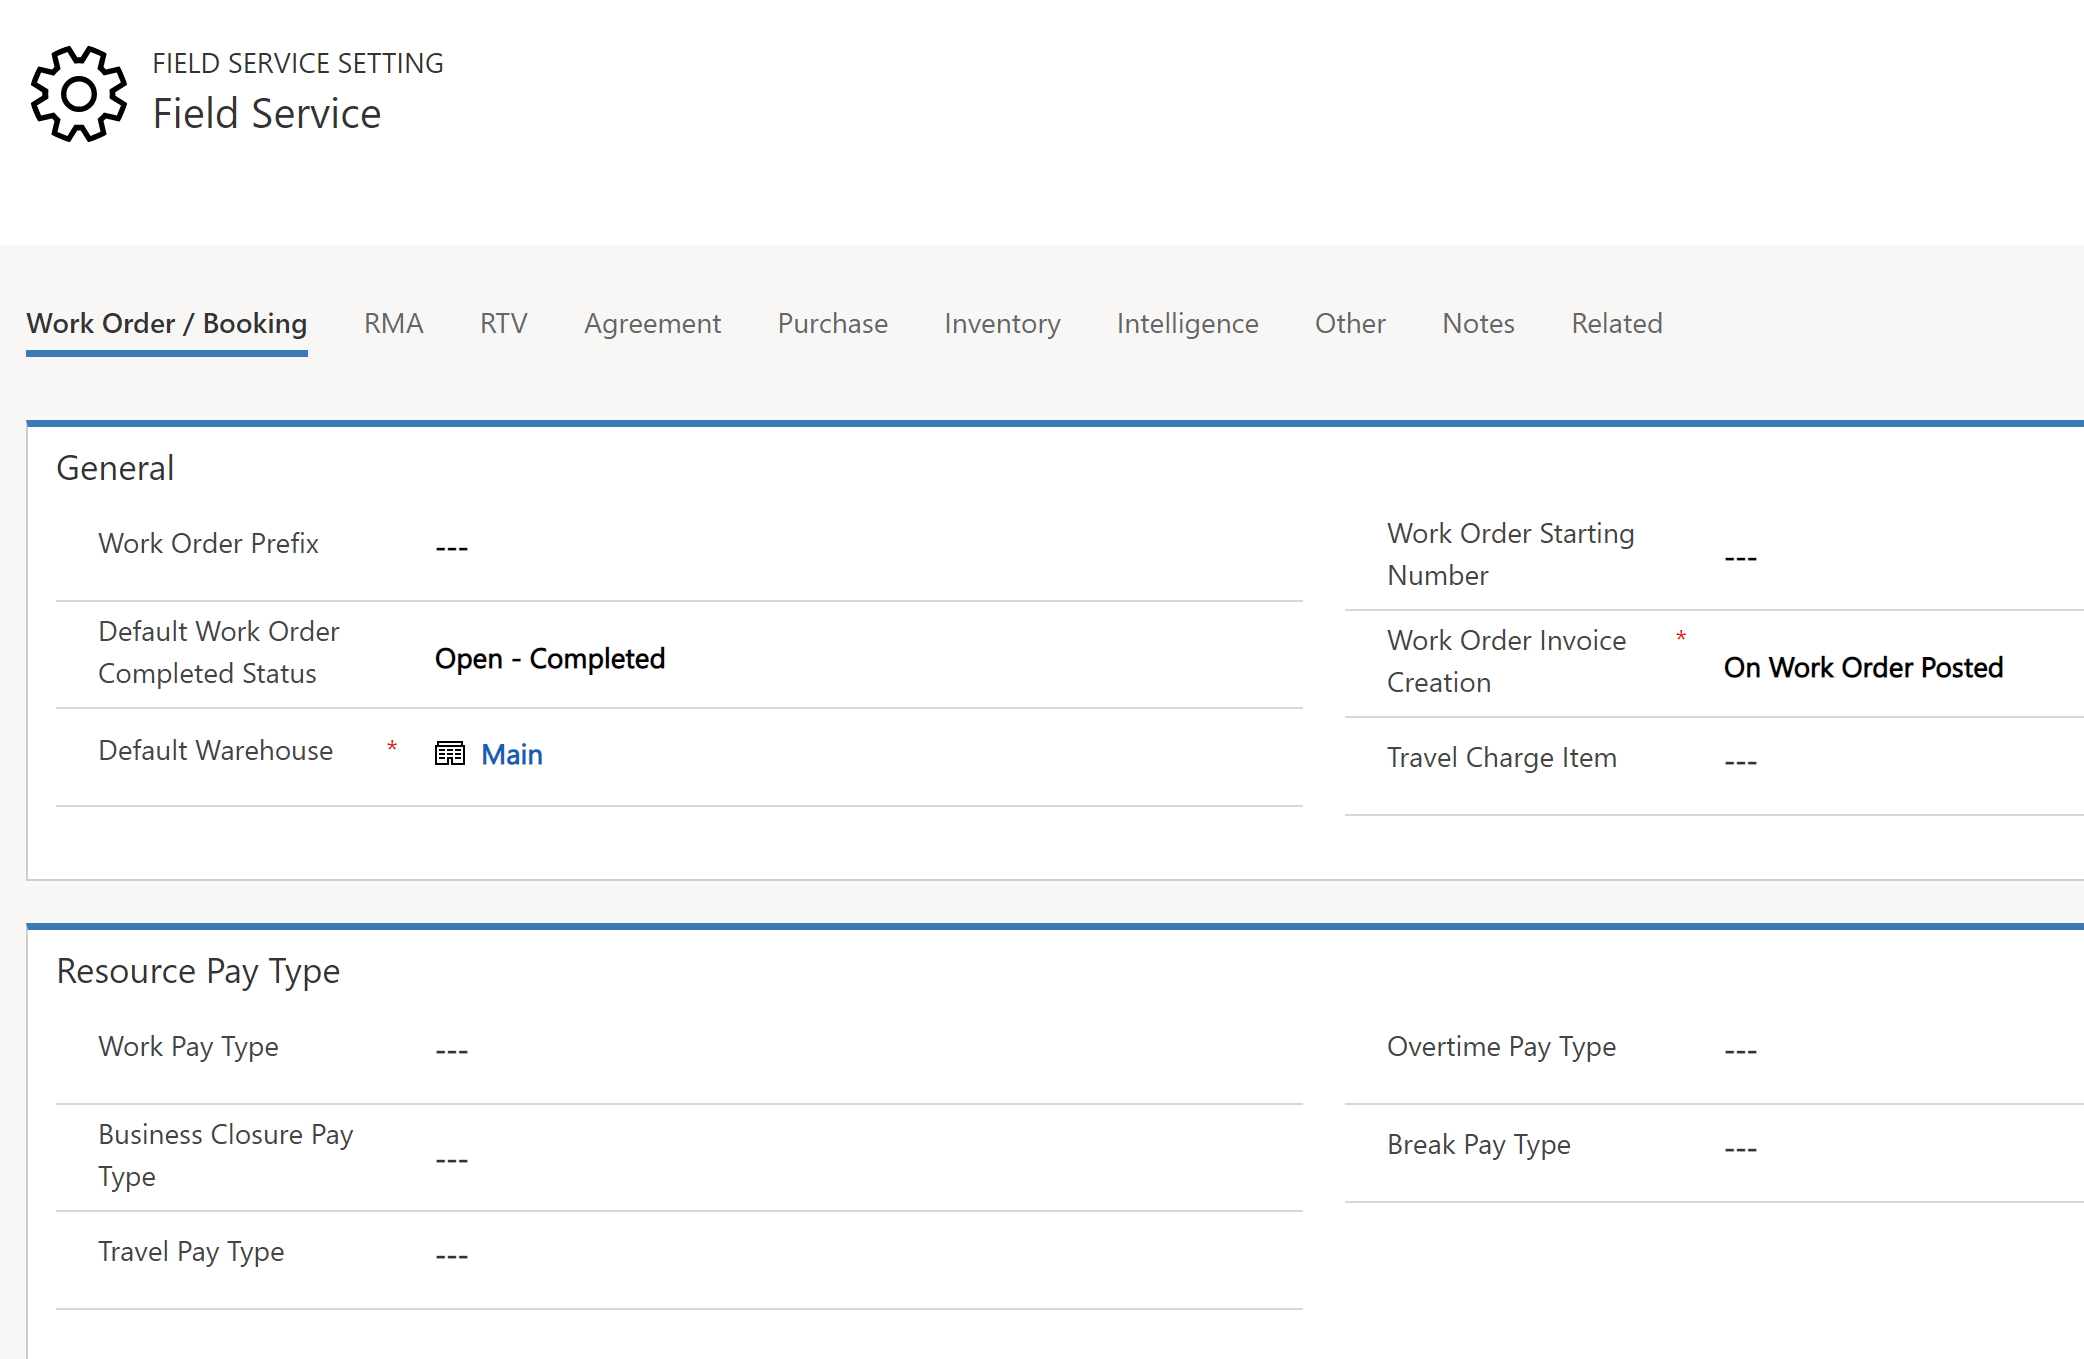 FIELD SERVICE SETTING
Field Service
Work Order / Booking RMA RTV Agreement Purchase Inventory Intelligence Other Notes Related
General
Work Order Prefix ---
Default Work Order
Completed Status
Open - Completed
Default Warehouse * Main
Work Order Starting
Number
---
Work Order Invoice *
Creation
On Work Order Posted
Travel Charge Item ---
Resource Pay Type
Work Pay Type ---
Business Closure Pay
Type
---
Travel Pay Type ---
Overtime Pay Type ---
Break Pay Type ---